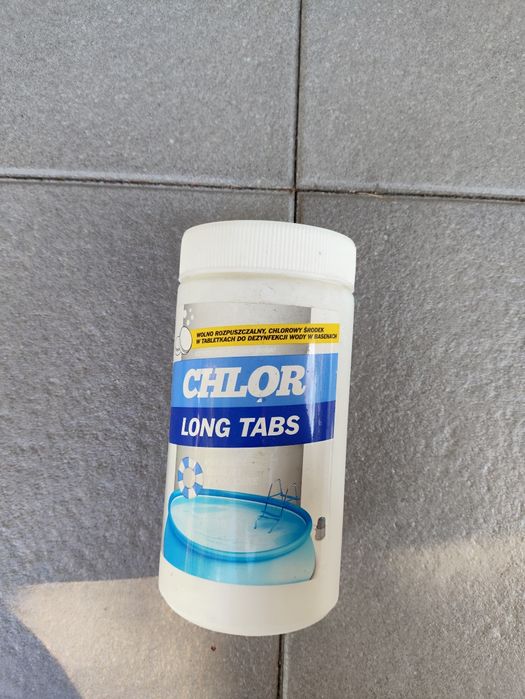 WOLNO ROZPUSZCZALNY, CHLOROWY ŚRODEK
W TABLETKACH DO DEZYNFEKCJI WODY W BASENACH
CHLOR
LONG TABS